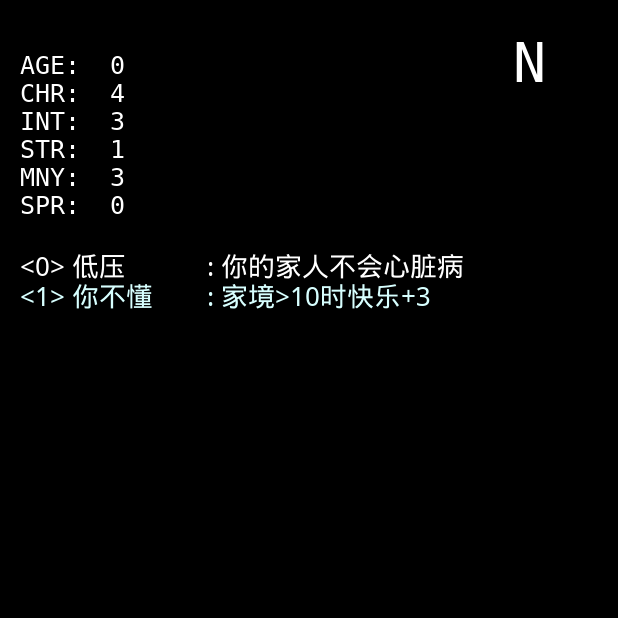 N
AGE: 0
CHR: 4
INT: 3
STR: 1
MNY: 3
SPR: 0
<0> 低压 : 你的家人不会心脏病
<1> 你不懂 : 家境>10时快乐+3